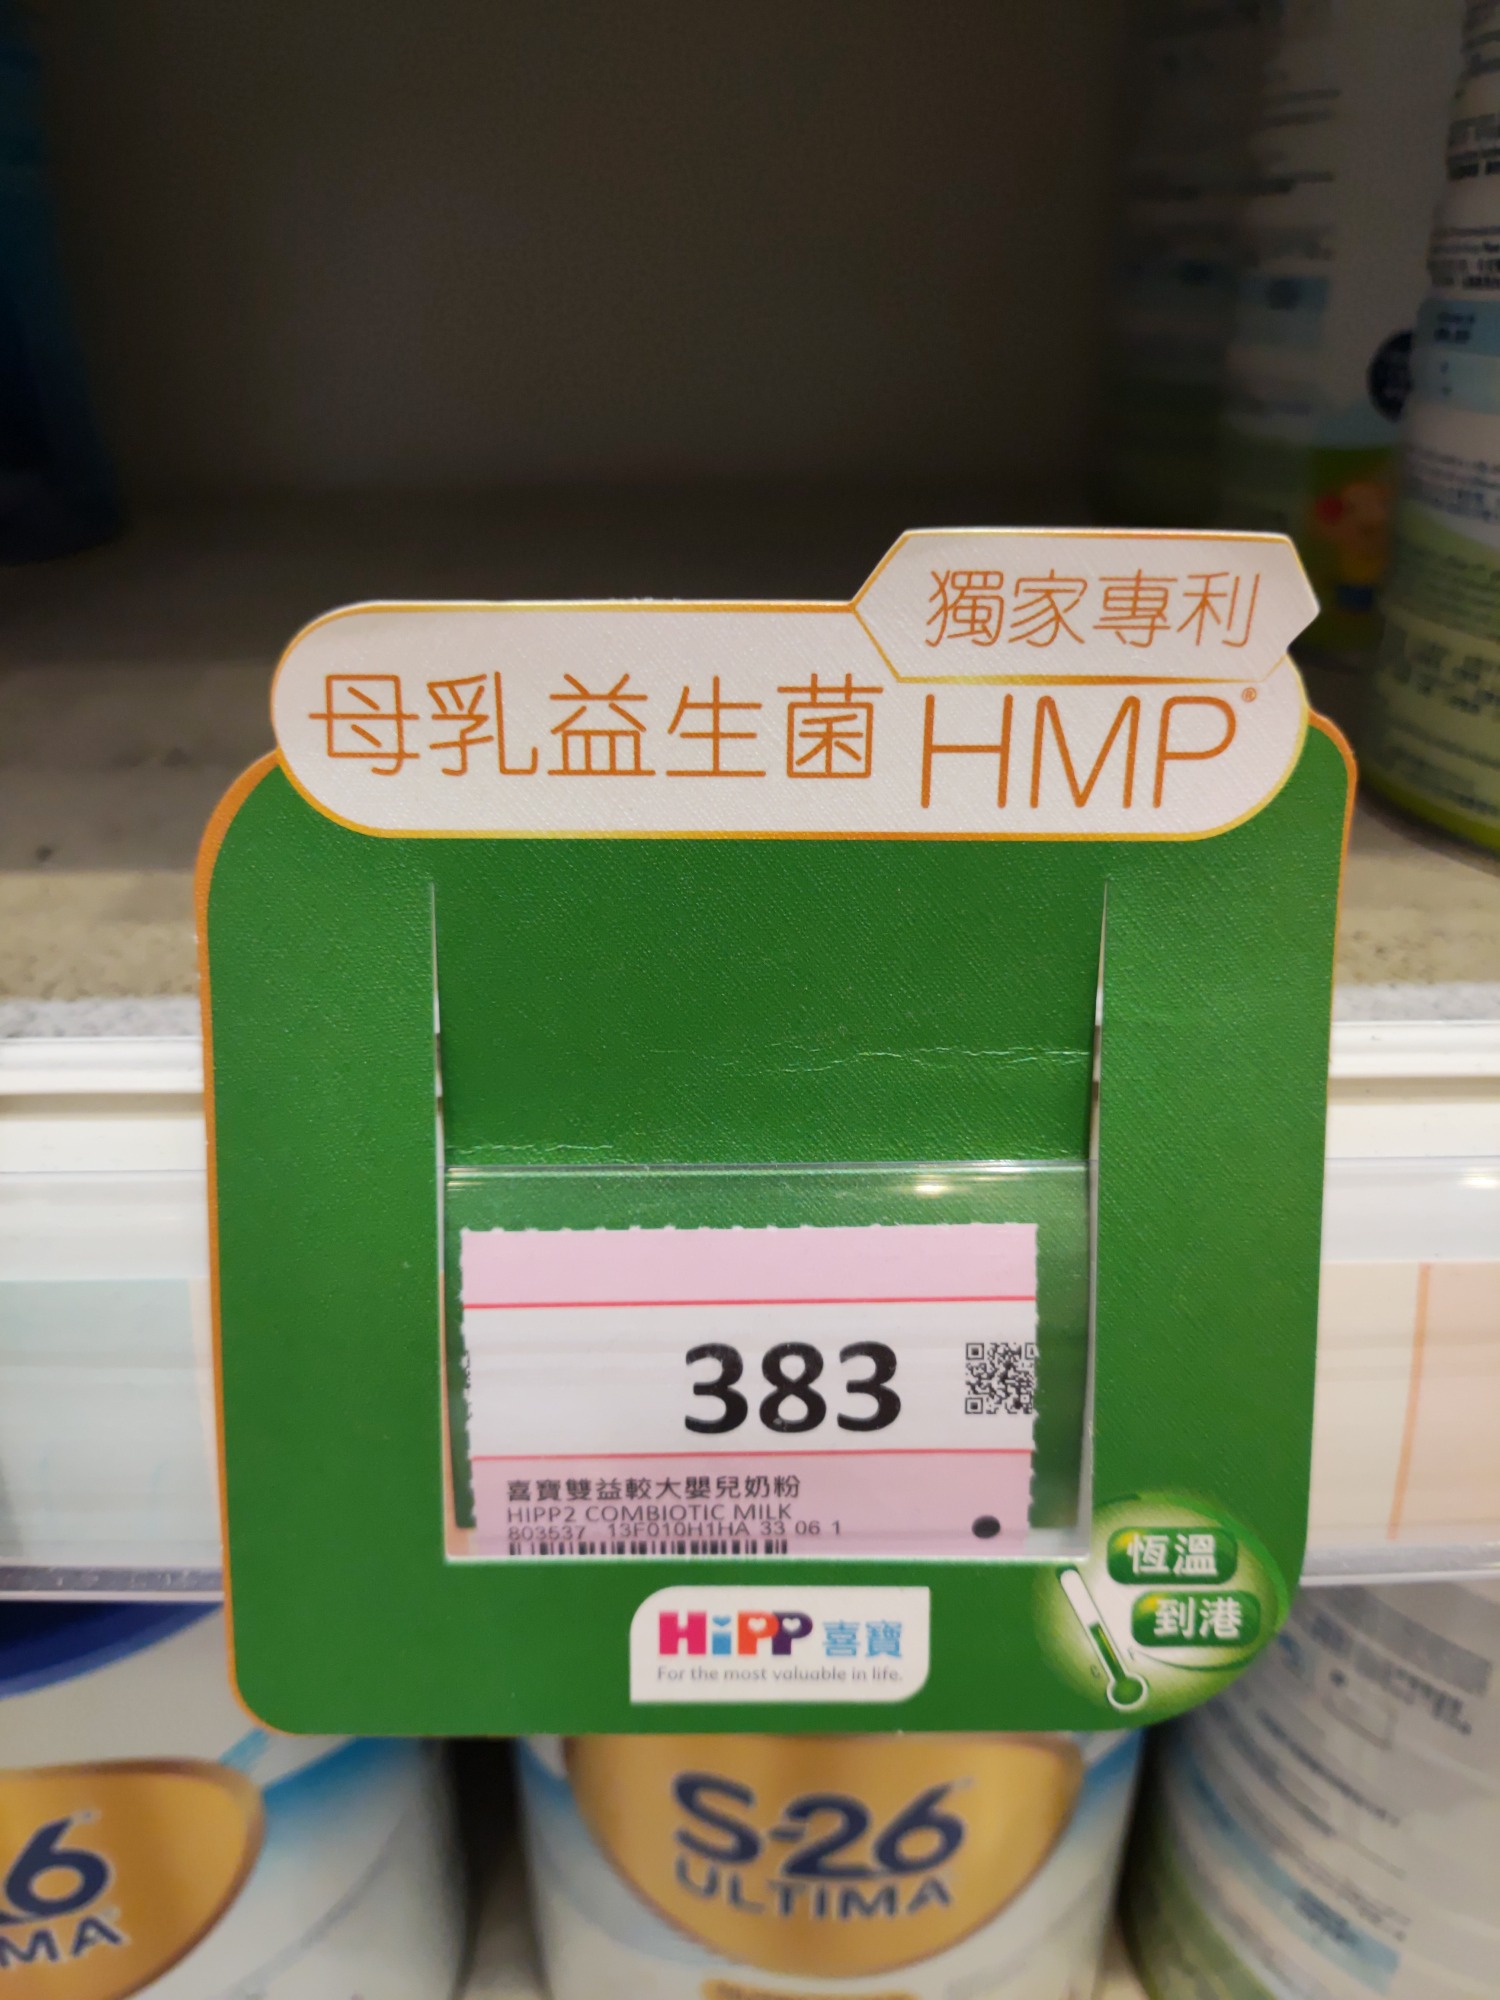 獨家專利
母乳益生菌 HMP®
383
喜寶雙益較大嬰兒奶粉
HIPP2 COMBIOTIC MILK
803537 13F010H1HA 33 06 1
恆溫
到港
HiPP 喜寶
For the most valuable in life.
S-26
ULTIMA
6
MA